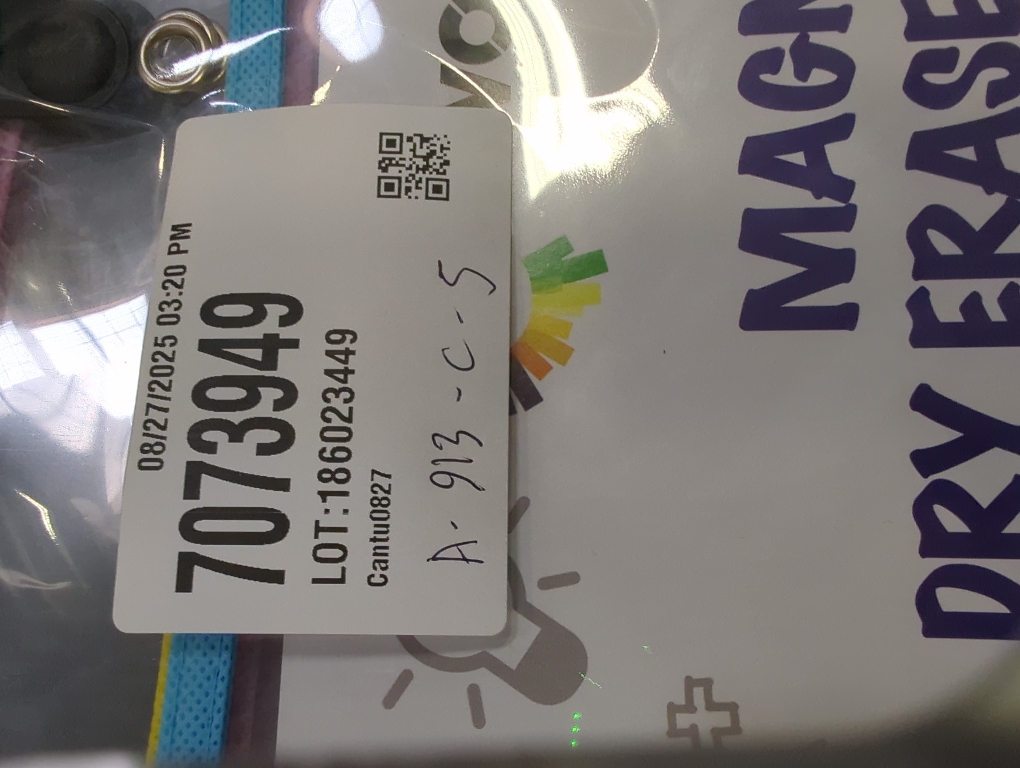 08/27/2025 03:20 PM
7073949
LOT:186023449
Cantu0827
A-913-C-5
MAGN
DRY ERASE